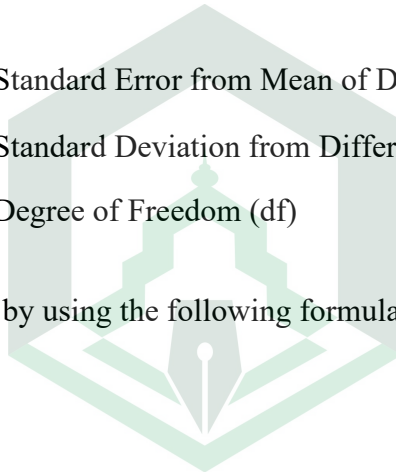 Standard Error from Mean of D
Standard Deviation from Differ
Degree of Freedom (df)
by using the following formula